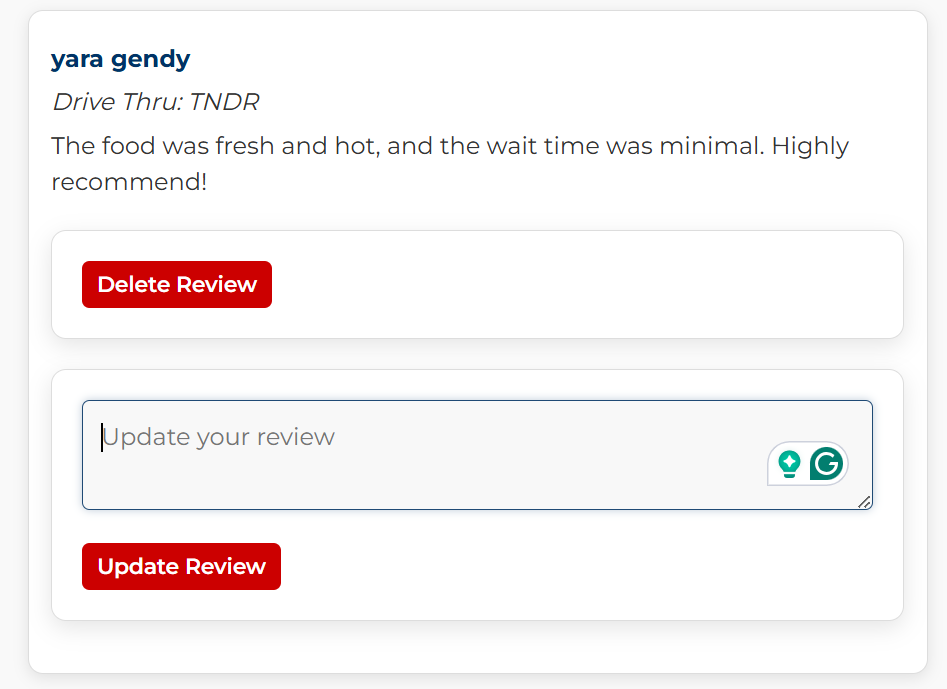 yara gendy
Drive Thru: TNDR
The food was fresh and hot, and the wait time was minimal. Highly
recommend!
Delete Review
Update your review
Update Review